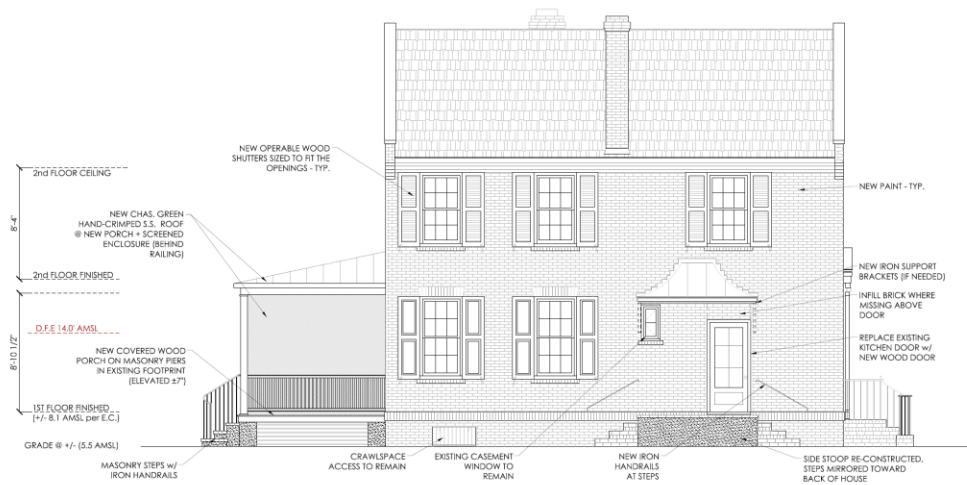 NEW OPERABLE WOOD
SHUTTERS SIZED TO FIT THE
OPENINGS - TYP.
2nd FLOOR CEILING
8'-4"
NEW CHAS. GREEN
HAND-CRIMPED S.S. ROOF
@ NEW PORCH + SCREENED
ENCLOSURE (BEHIND
RAILING)
2nd FLOOR FINISHED
D.F.E 14.0' AMSL
8'-10 1/2"
NEW COVERED WOOD
PORCH ON MASONRY PIERS
IN EXISTING FOOTPRINT
(ELEVATED ±7")
1ST FLOOR FINISHED
(+/- 8.1 AMSL per E.C.)
GRADE @ +/- (5.5 AMSL)
MASONRY STEPS w/
IRON HANDRAILS
CRAWLSPACE
ACCESS TO REMAIN
EXISTING CASEMENT
WINDOW TO
REMAIN
NEW IRON
HANDRAILS
AT STEPS
SIDE STOOP RE-CONSTRUCTED,
STEPS MIRRORED TOWARD
BACK OF HOUSE
NEW PAINT - TYP.
NEW IRON SUPPORT
BRACKETS (IF NEEDED)
INFILL BRICK WHERE
MISSING ABOVE
DOOR
REPLACE EXISTING
KITCHEN DOOR w/
NEW WOOD DOOR